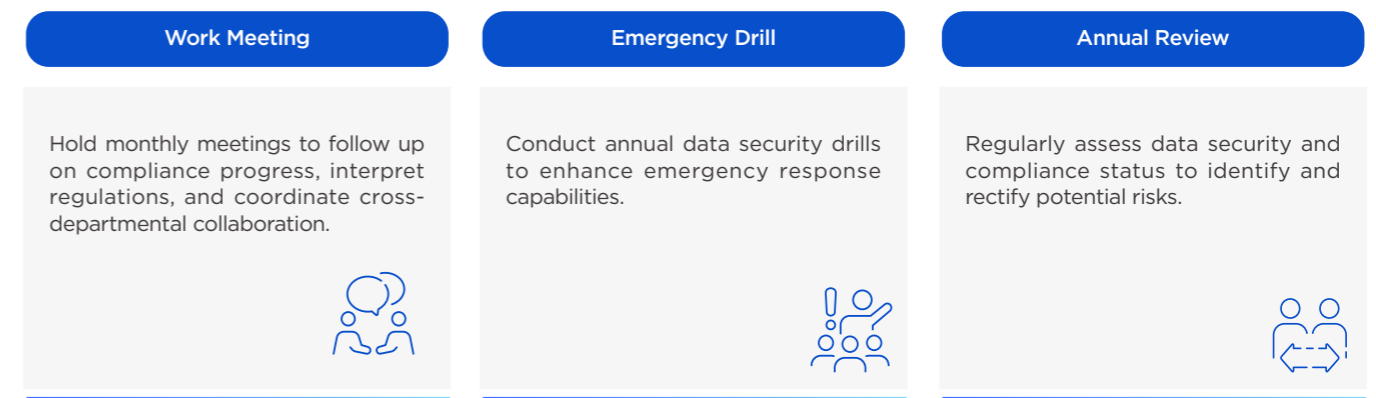 Work Meeting
Hold monthly meetings to follow up
on compliance progress, interpret
regulations, and coordinate cross-
departmental collaboration.
Emergency Drill
Conduct annual data security drills
to enhance emergency response
capabilities.
Annual Review
Regularly assess data security and
compliance status to identify and
rectify potential risks.